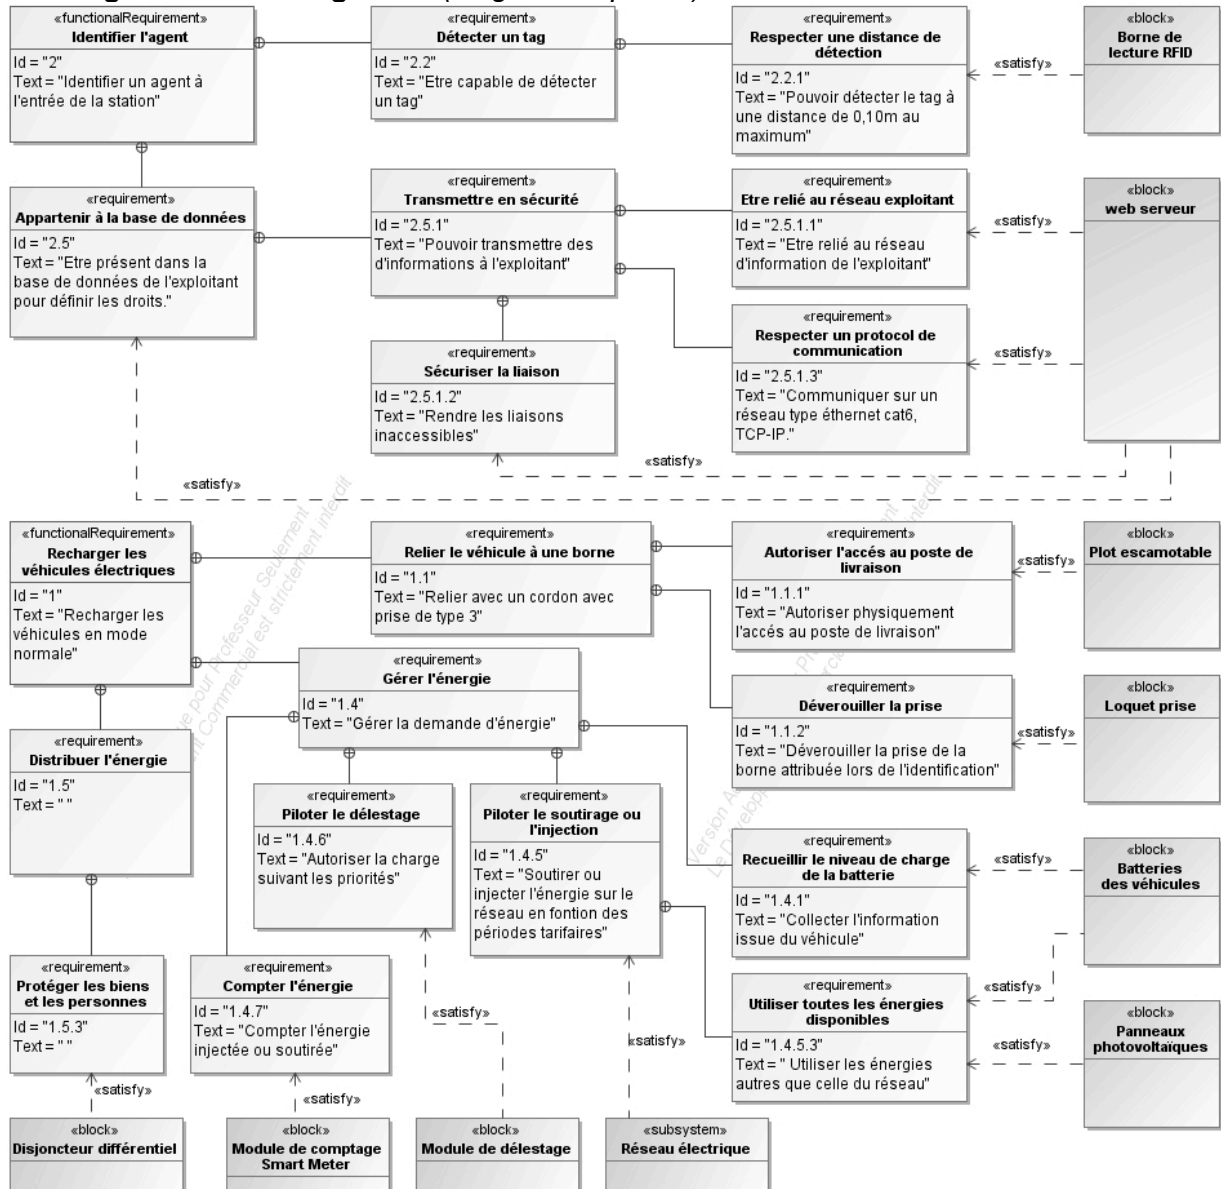 «functionalRequirement»
Identifier l'agent
Id = "2"
Text = "Identifier un agent à
l'entrée de la station"
«requirement»
Détecter un tag
Id = "2.2"
Text = "Etre capable de détecter
un tag"
«requirement»
Respecter une distance de
détection
Id = "2.2.1"
Text = "Pouvoir détecter le tag à
une distance de 0,10m au
maximum"
«satisfy»
«block»
Borne de
lecture RFID
«requirement»
Appartenir à la base de données
Id = "2.5"
Text = "Etre présent dans la
base de données de l'exploitant
pour définir les droits."
«requirement»
Transmettre en sécurité
Id = "2.5.1"
Text = "Pouvoir transmettre des
d'informations à l'exploitant"
«requirement»
Etre relié au réseau exploitant
Id = "2.5.1.1"
Text = "Etre relié au réseau
d'information de l'exploitant"
«satisfy»
«block»
web serveur
«requirement»
Sécuriser la liaison
Id = "2.5.1.2"
Text = "Rendre les liaisons
inaccessibles"
«requirement»
Respecter un protocol de
communication
Id = "2.5.1.3"
Text = "Communiquer sur un
réseau type éthernet cat6,
TCP-IP."
«satisfy»
«satisfy»
«satisfy»
«functionalRequirement»
Recharger les
véhicules électriques
Id = "1"
Text = "Recharger les
véhicules en mode
normale"
«requirement»
Relier le véhicule à une borne
Id = "1.1"
Text = "Relier avec un cordon avec
prise de type 3"
«requirement»
Autoriser l'accés au poste de
livraison
Id = "1.1.1"
Text = "Autoriser physiquement
l'accés au poste de livraison"
«satisfy»
«block»
Plot escamotable
«requirement»
Gérer l'énergie
Id = "1.4"
Text = "Gérer la demande d'énergie"
«requirement»
Déverouiller la prise
Id = "1.1.2"
Text = "Déverouiller la prise de la
borne attribuée lors de l'identification"
«satisfy»
«block»
Loquet prise
«requirement»
Distribuer l'énergie
Id = "1.5"
Text = " "
«requirement»
Piloter le délestage
Id = "1.4.6"
Text = "Autoriser la charge
suivant les priorités"
«requirement»
Piloter le soutirage ou
l'injection
Id = "1.4.5"
Text = "Soutirer ou
injecter l'énergie sur le
réseau en fontion des
périodes tarifaires"
«requirement»
Recueillir le niveau de charge
de la batterie
Id = "1.4.1"
Text = "Collecter l'information
issue du véhicule"
«satisfy»
«block»
Batteries
des véhicules
«requirement»
Protéger les biens
et les personnes
Id = "1.5.3"
Text = " "
«requirement»
Compter l'énergie
Id = "1.4.7"
Text = "Compter l'énergie
injectée ou soutirée"
«requirement»
Utiliser toutes les énergies
disponibles
Id = "1.4.5.3"
Text = " Utiliser les énergies
autres que celle du réseau"
«satisfy»
«satisfy»
«block»
Panneaux
photovoltaïques
«satisfy»
«satisfy»
«satisfy»
«satisfy»
«block»
Disjoncteur différentiel
«block»
Module de comptage
Smart Meter
«block»
Module de délestage
«subsystem»
Réseau électrique
pour Professeur Seulement
Commercial est strictement interdit